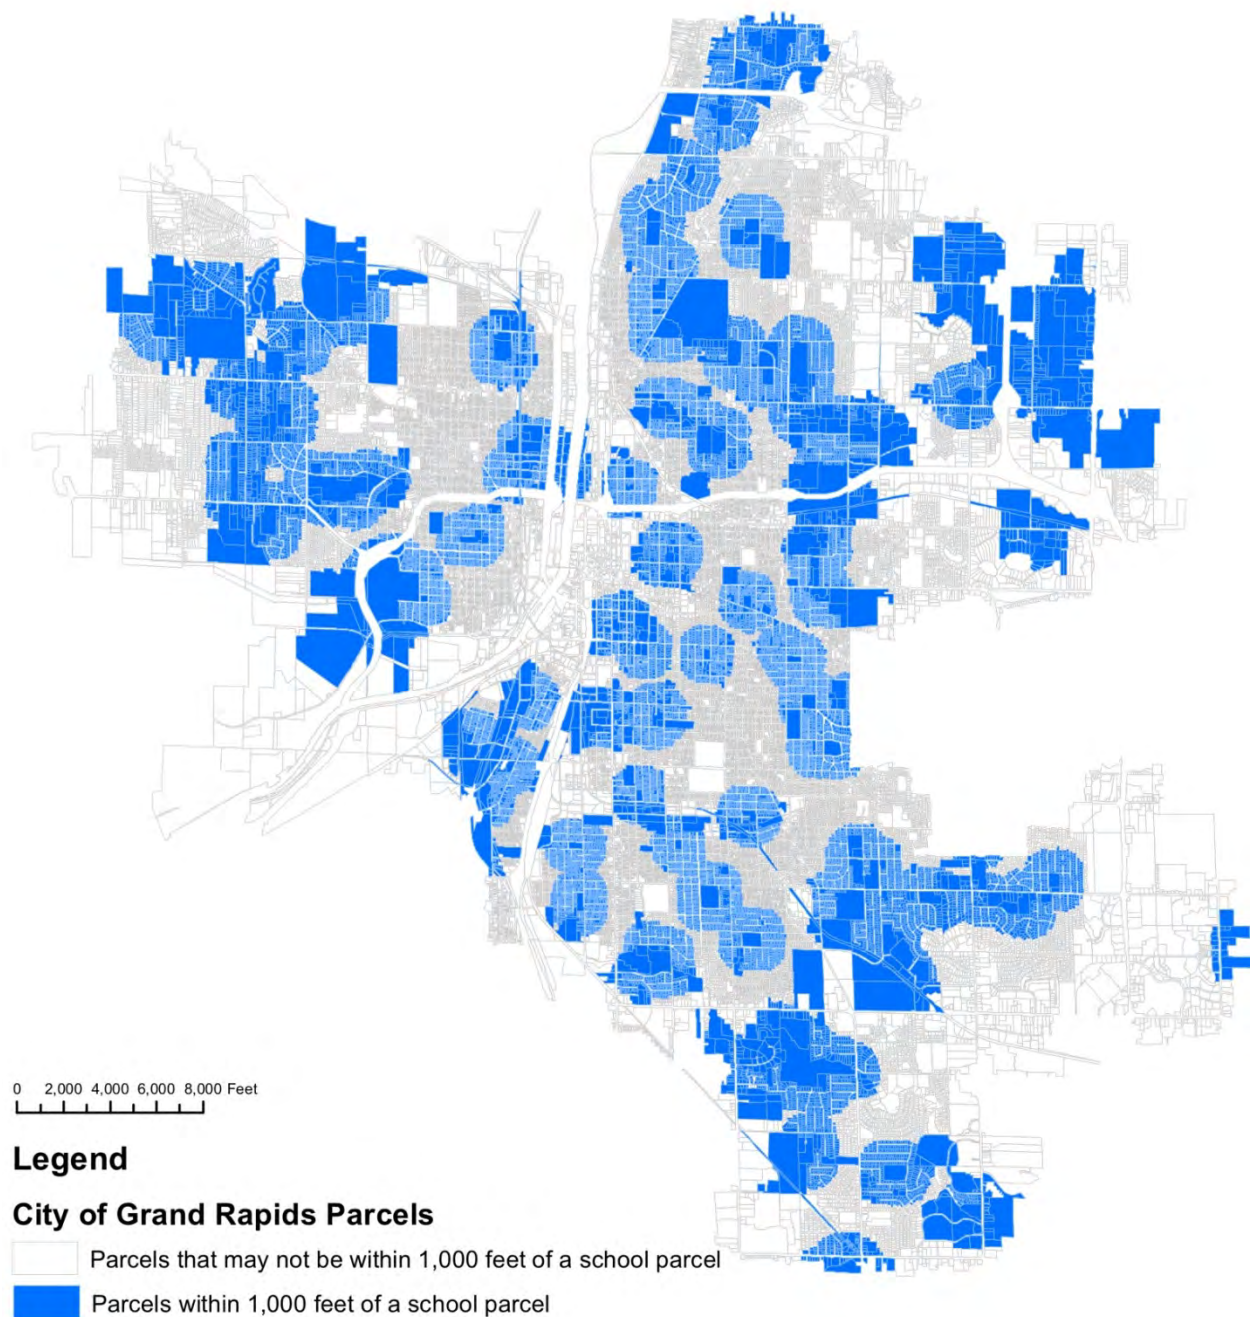 0 2,000 4,000 6,000 8,000 Feet
Legend
City of Grand Rapids Parcels
Parcels that may not be within 1,000 feet of a school parcel
Parcels within 1,000 feet of a school parcel